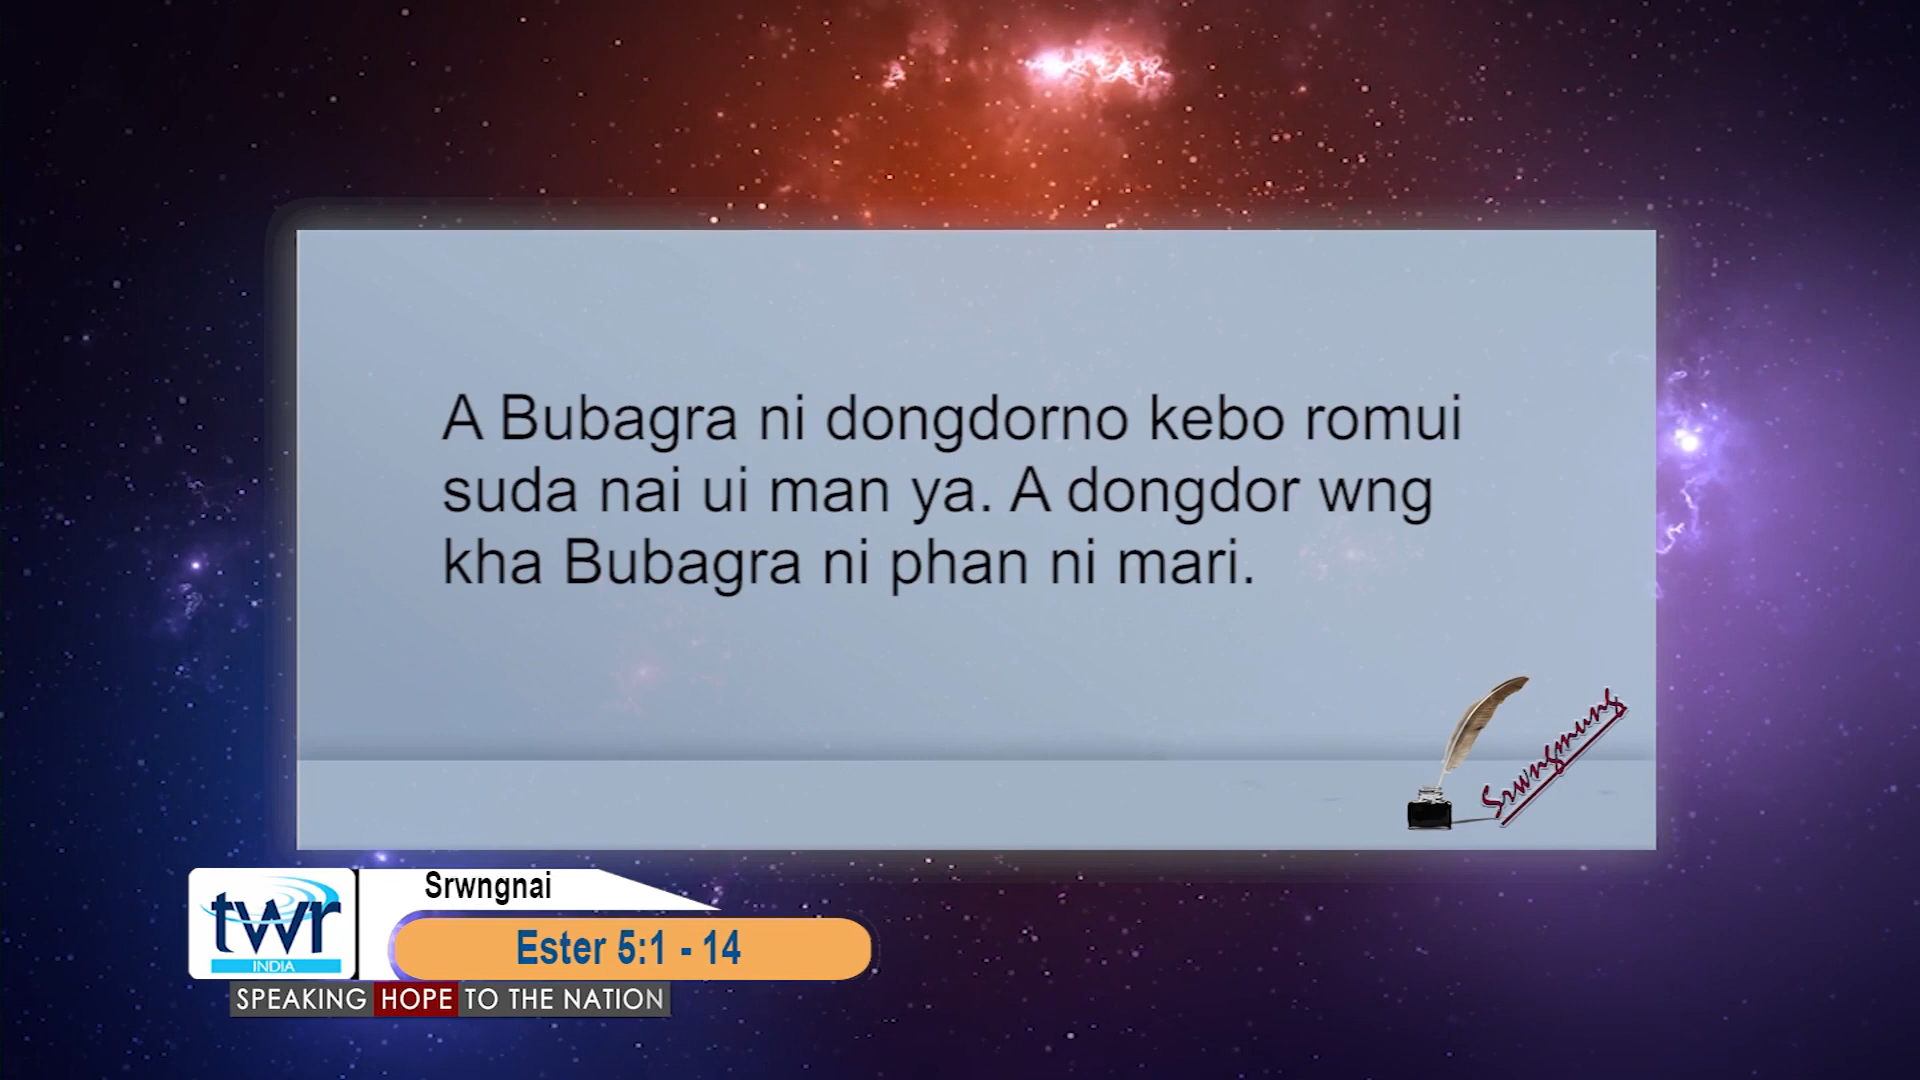 A Bubagra ni dongdorno kebo romui
suda nai ui man ya. A dongdor wng
kha Bubagra ni phan ni mari.
Srwngmung
twr
INDIA
Srwngnai
Ester 5:1 - 14
SPEAKING HOPE TO THE NATION